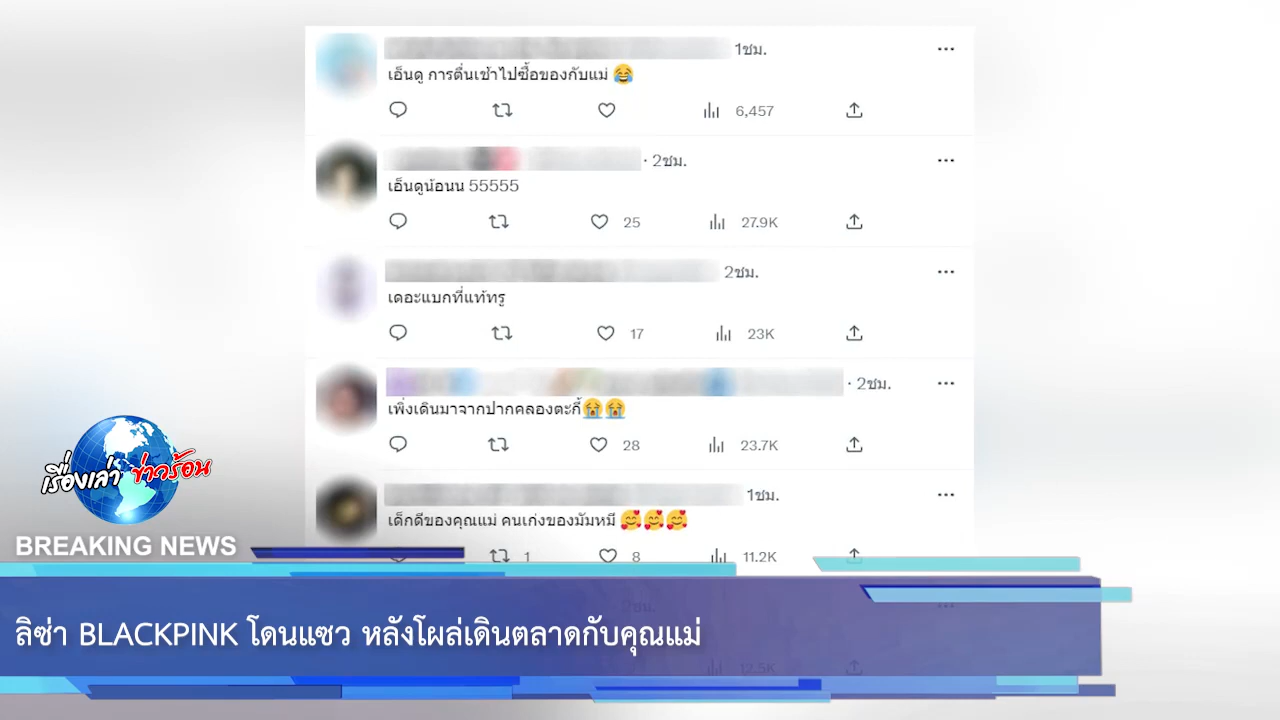 1ชม.
เอ็นดู การตื่นเช้าไปซื้อของกับแม่ 😂
6,457
· 2ชม.
เอ็นดูน้อนน 55555
25 27.9K
2ชม.
เดอะแบกที่แท้ทรู
17 23K
· 2ชม.
เพิ่งเดินมาจากปากคลองตะกี้😭😭
28 23.7K
1ชม.
เด็กดีของคุณแม่ คนเก่งของมัมหมี 🥰🥰🥰
1 8 11.2K
เรื่องเล่า ข่าวร้อน
BREAKING NEWS
2ชม.
ลิซ่า BLACKPINK โดนแซว หลังโผล่เดินตลาดกับคุณแม่
12.5K